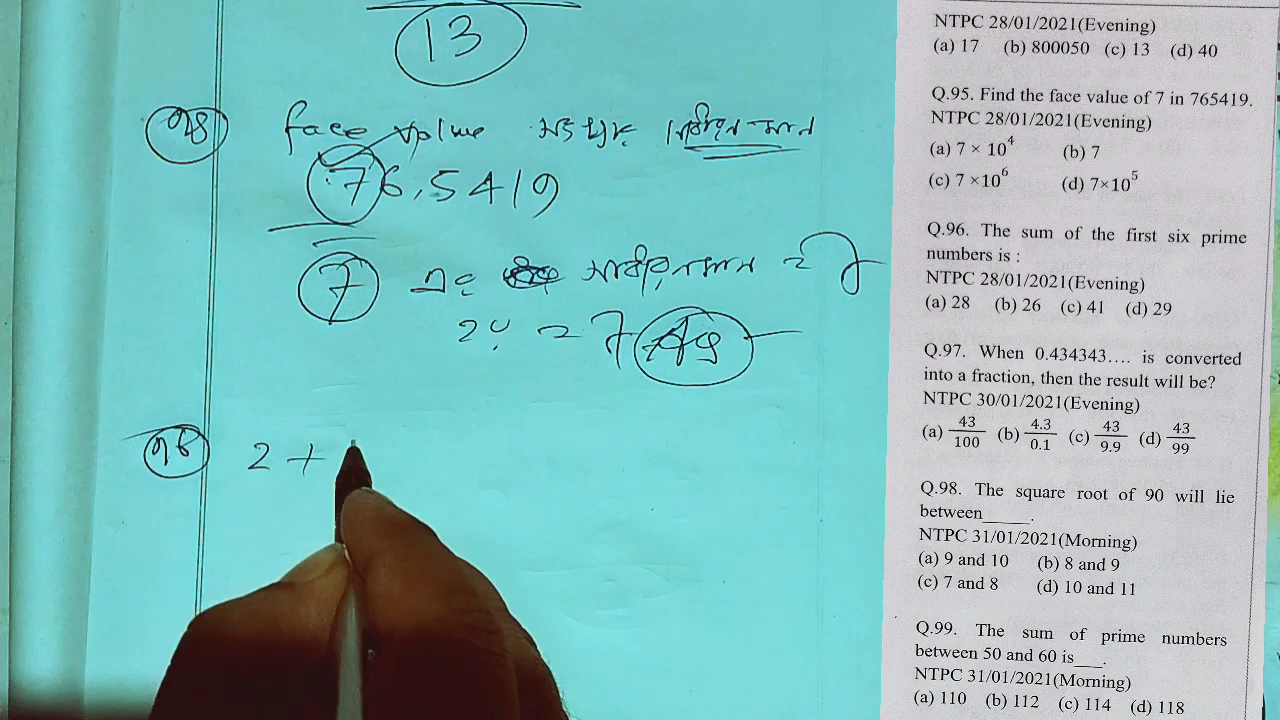 13
face value
76,5419
7 এর = 7
= 7 Ans
2 +
NTPC 28/01/2021(Evening)
(a) 17 (b) 800050 (c) 13 (d) 40
Q.95. Find the face value of 7 in 765419.
NTPC 28/01/2021(Evening)
(a) 7 × 10⁴ (b) 7
(c) 7 ×10⁶ (d) 7×10⁵
Q.96. The sum of the first six prime
numbers is :
NTPC 28/01/2021(Evening)
(a) 28 (b) 26 (c) 41 (d) 29
Q.97. When 0.434343…. is converted
into a fraction, then the result will be?
NTPC 30/01/2021(Evening)
(a) 43/100 (b) 4.3/0.1 (c) 43/9.9 (d) 43/99
Q.98. The square root of 90 will lie
between_____.
NTPC 31/01/2021(Morning)
(a) 9 and 10 (b) 8 and 9
(c) 7 and 8 (d) 10 and 11
Q.99. The sum of prime numbers
between 50 and 60 is___.
NTPC 31/01/2021(Morning)
(a) 110 (b) 112 (c) 114 (d) 118